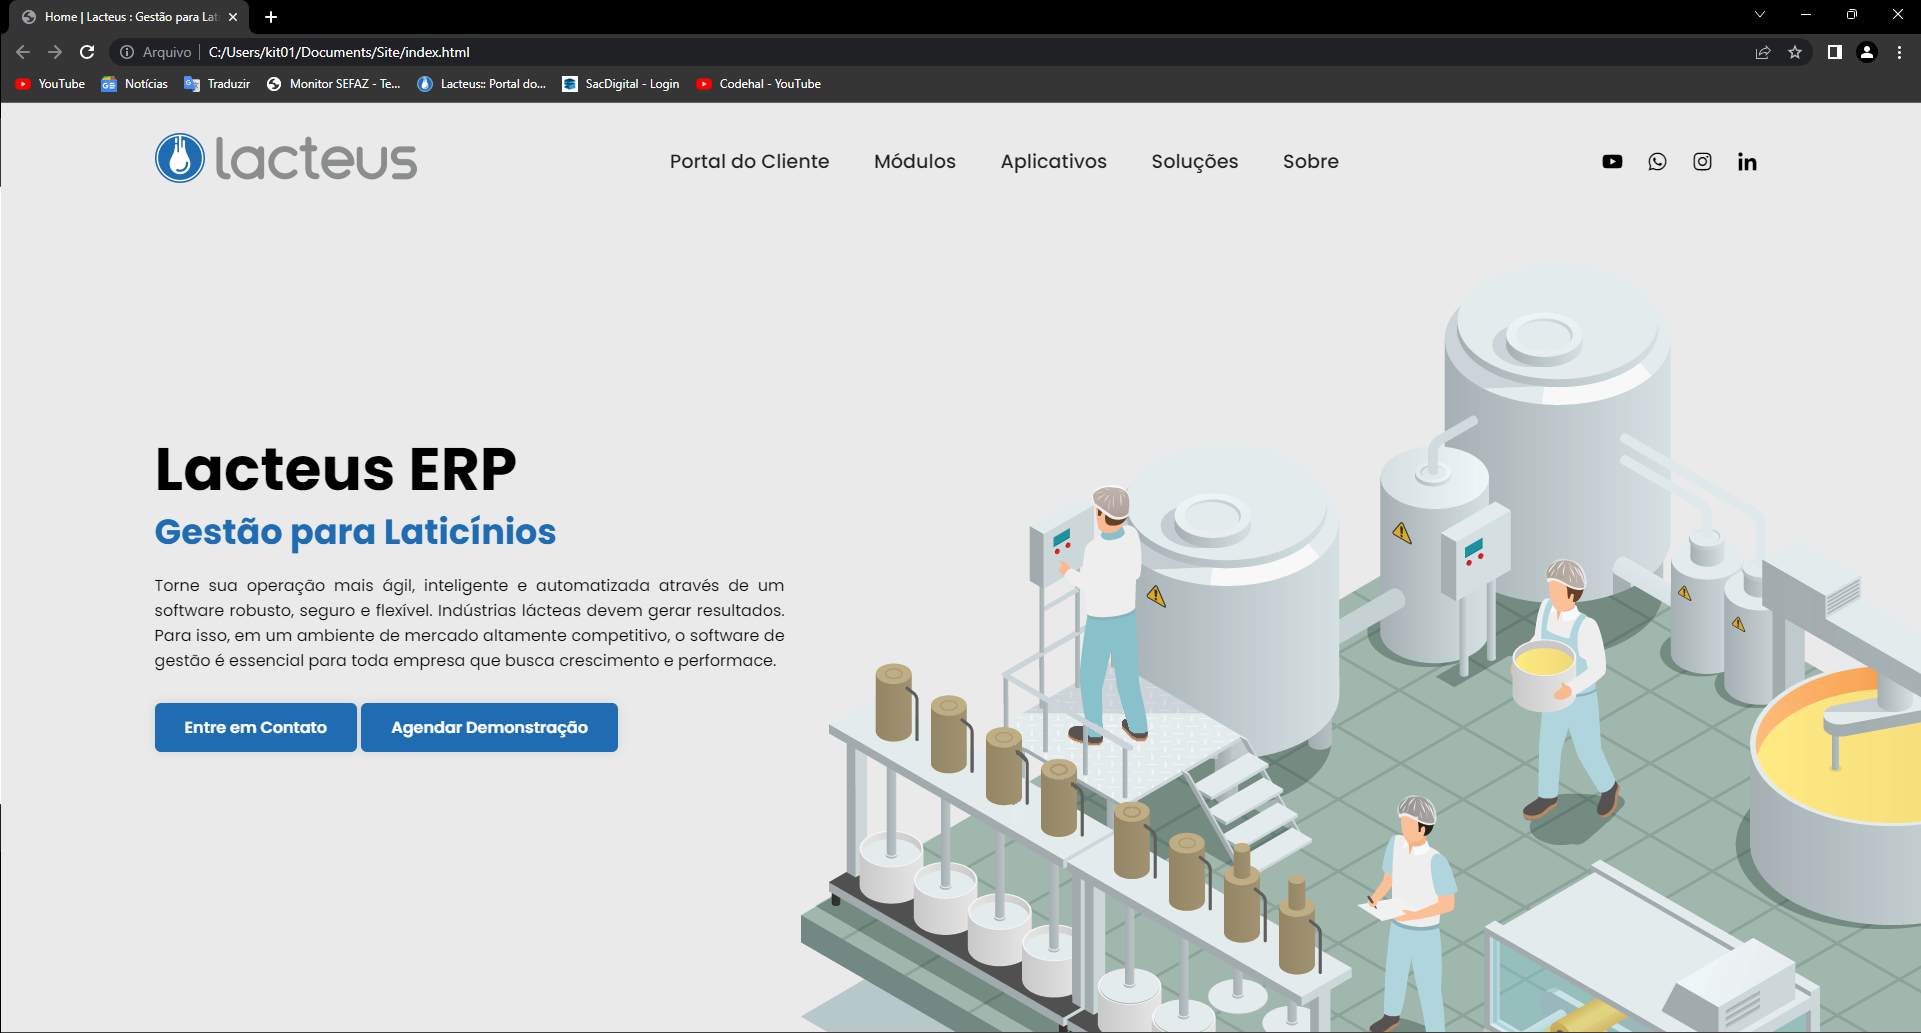 Home | Lacteus : Gestão para Lat
Arquivo C:/Users/kit01/Documents/Site/index.html
YouTube Notícias Traduzir Monitor SEFAZ - Te... Lacteus:: Portal do... SacDigital - Login Codehal - YouTube
lacteus Portal do Cliente Módulos Aplicativos Soluções Sobre
Lacteus ERP
Gestão para Laticínios
Torne sua operação mais ágil, inteligente e automatizada através de um
software robusto, seguro e flexível. Indústrias lácteas devem gerar resultados.
Para isso, em um ambiente de mercado altamente competitivo, o software de
gestão é essencial para toda empresa que busca crescimento e performace.
Entre em Contato Agendar Demonstração